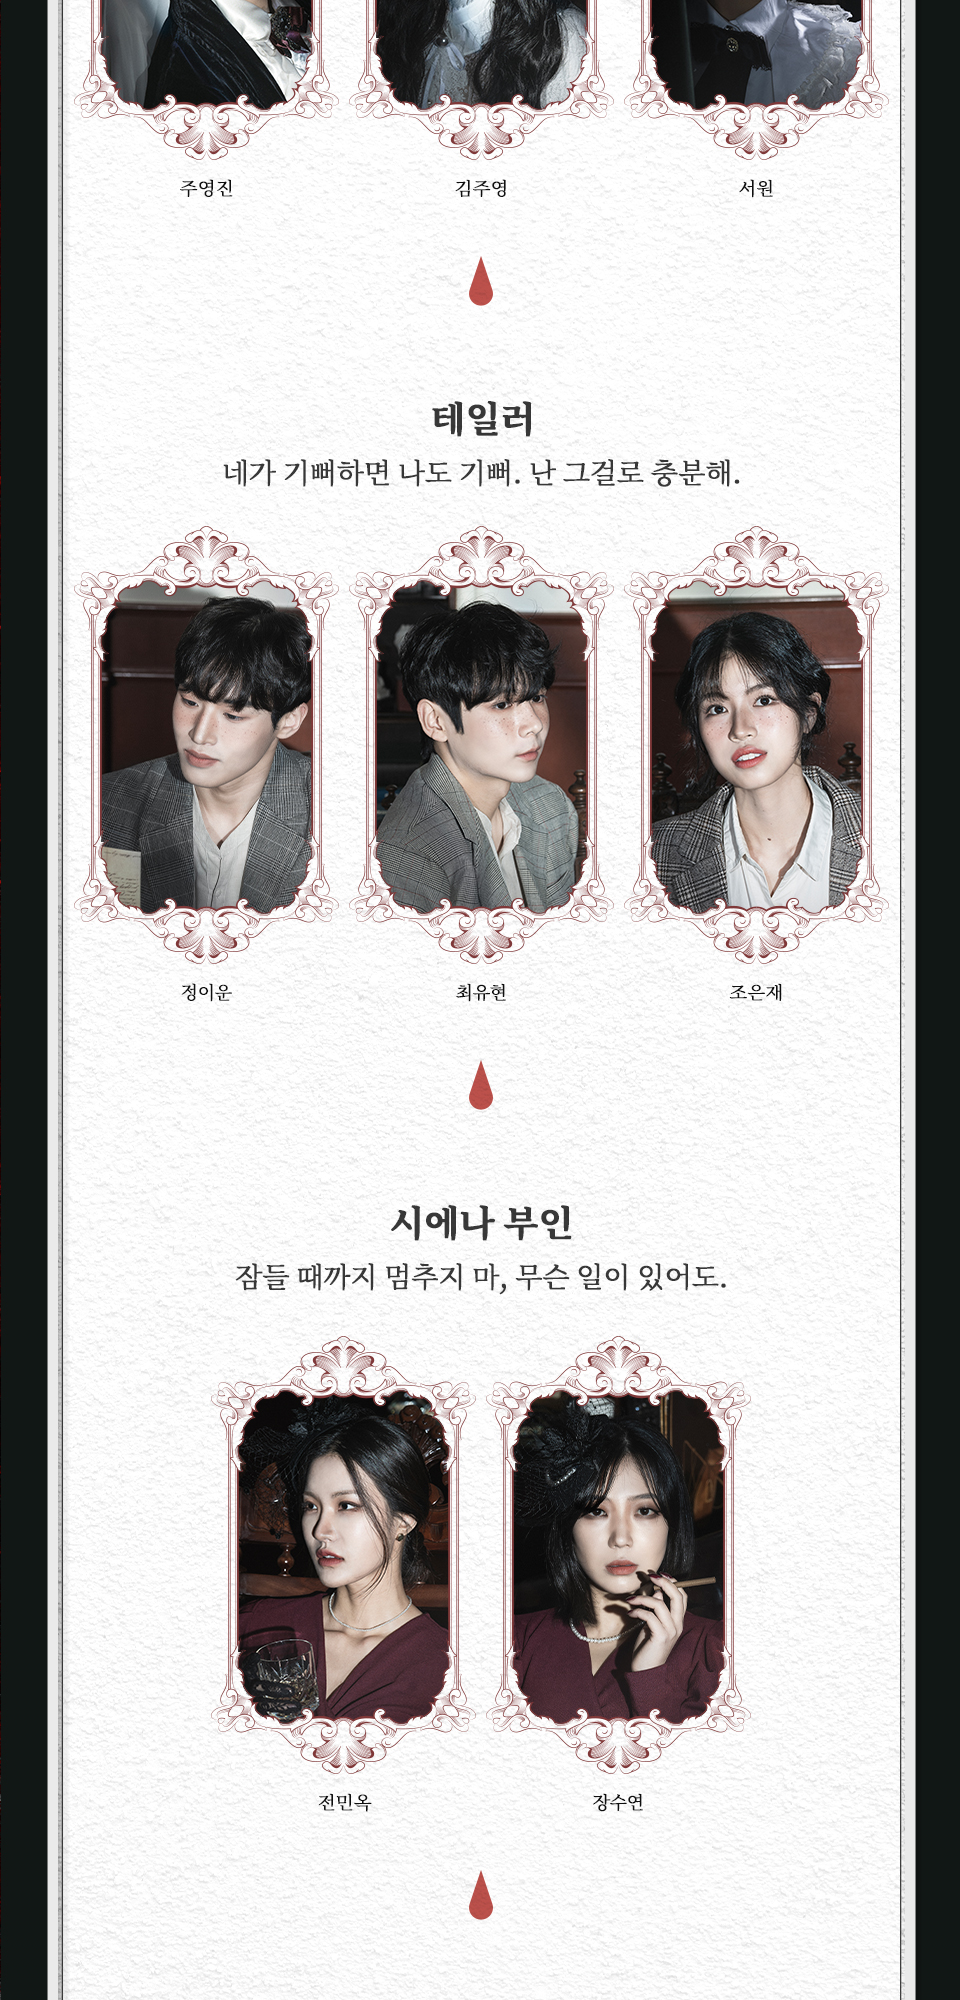 주영진 김주영 서원
테일러
네가 기뻐하면 나도 기뻐. 난 그걸로 충분해.
정이운 최유현 조은재
시에나 부인
잠들 때까지 멈추지 마, 무슨 일이 있어도.
전민옥 장수연